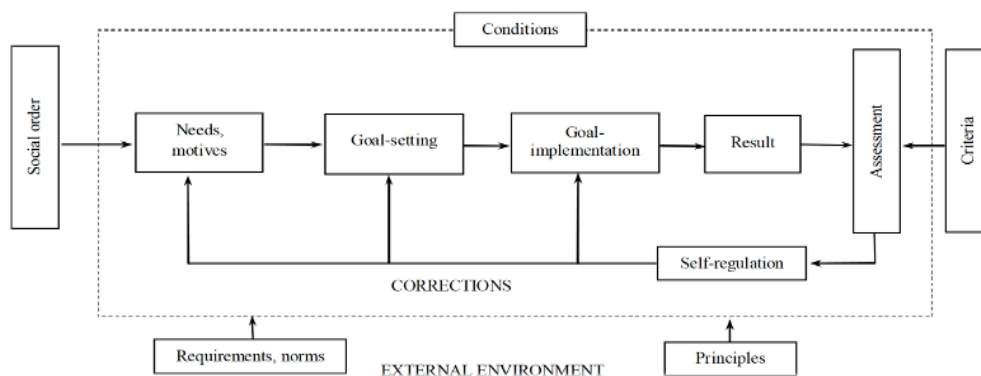 Conditions
Social order
Needs,
motives
Goal-setting
Goal-
implementation
Result
Assessment
Criteria
Self-regulation
CORRECTIONS
Requirements, norms
Principles
EXTERNAL ENVIRONMENT